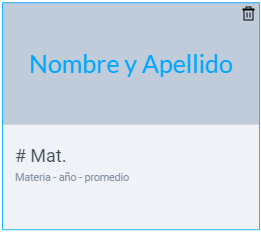 Nombre y Apellido
# Mat.
Materia - año - promedio